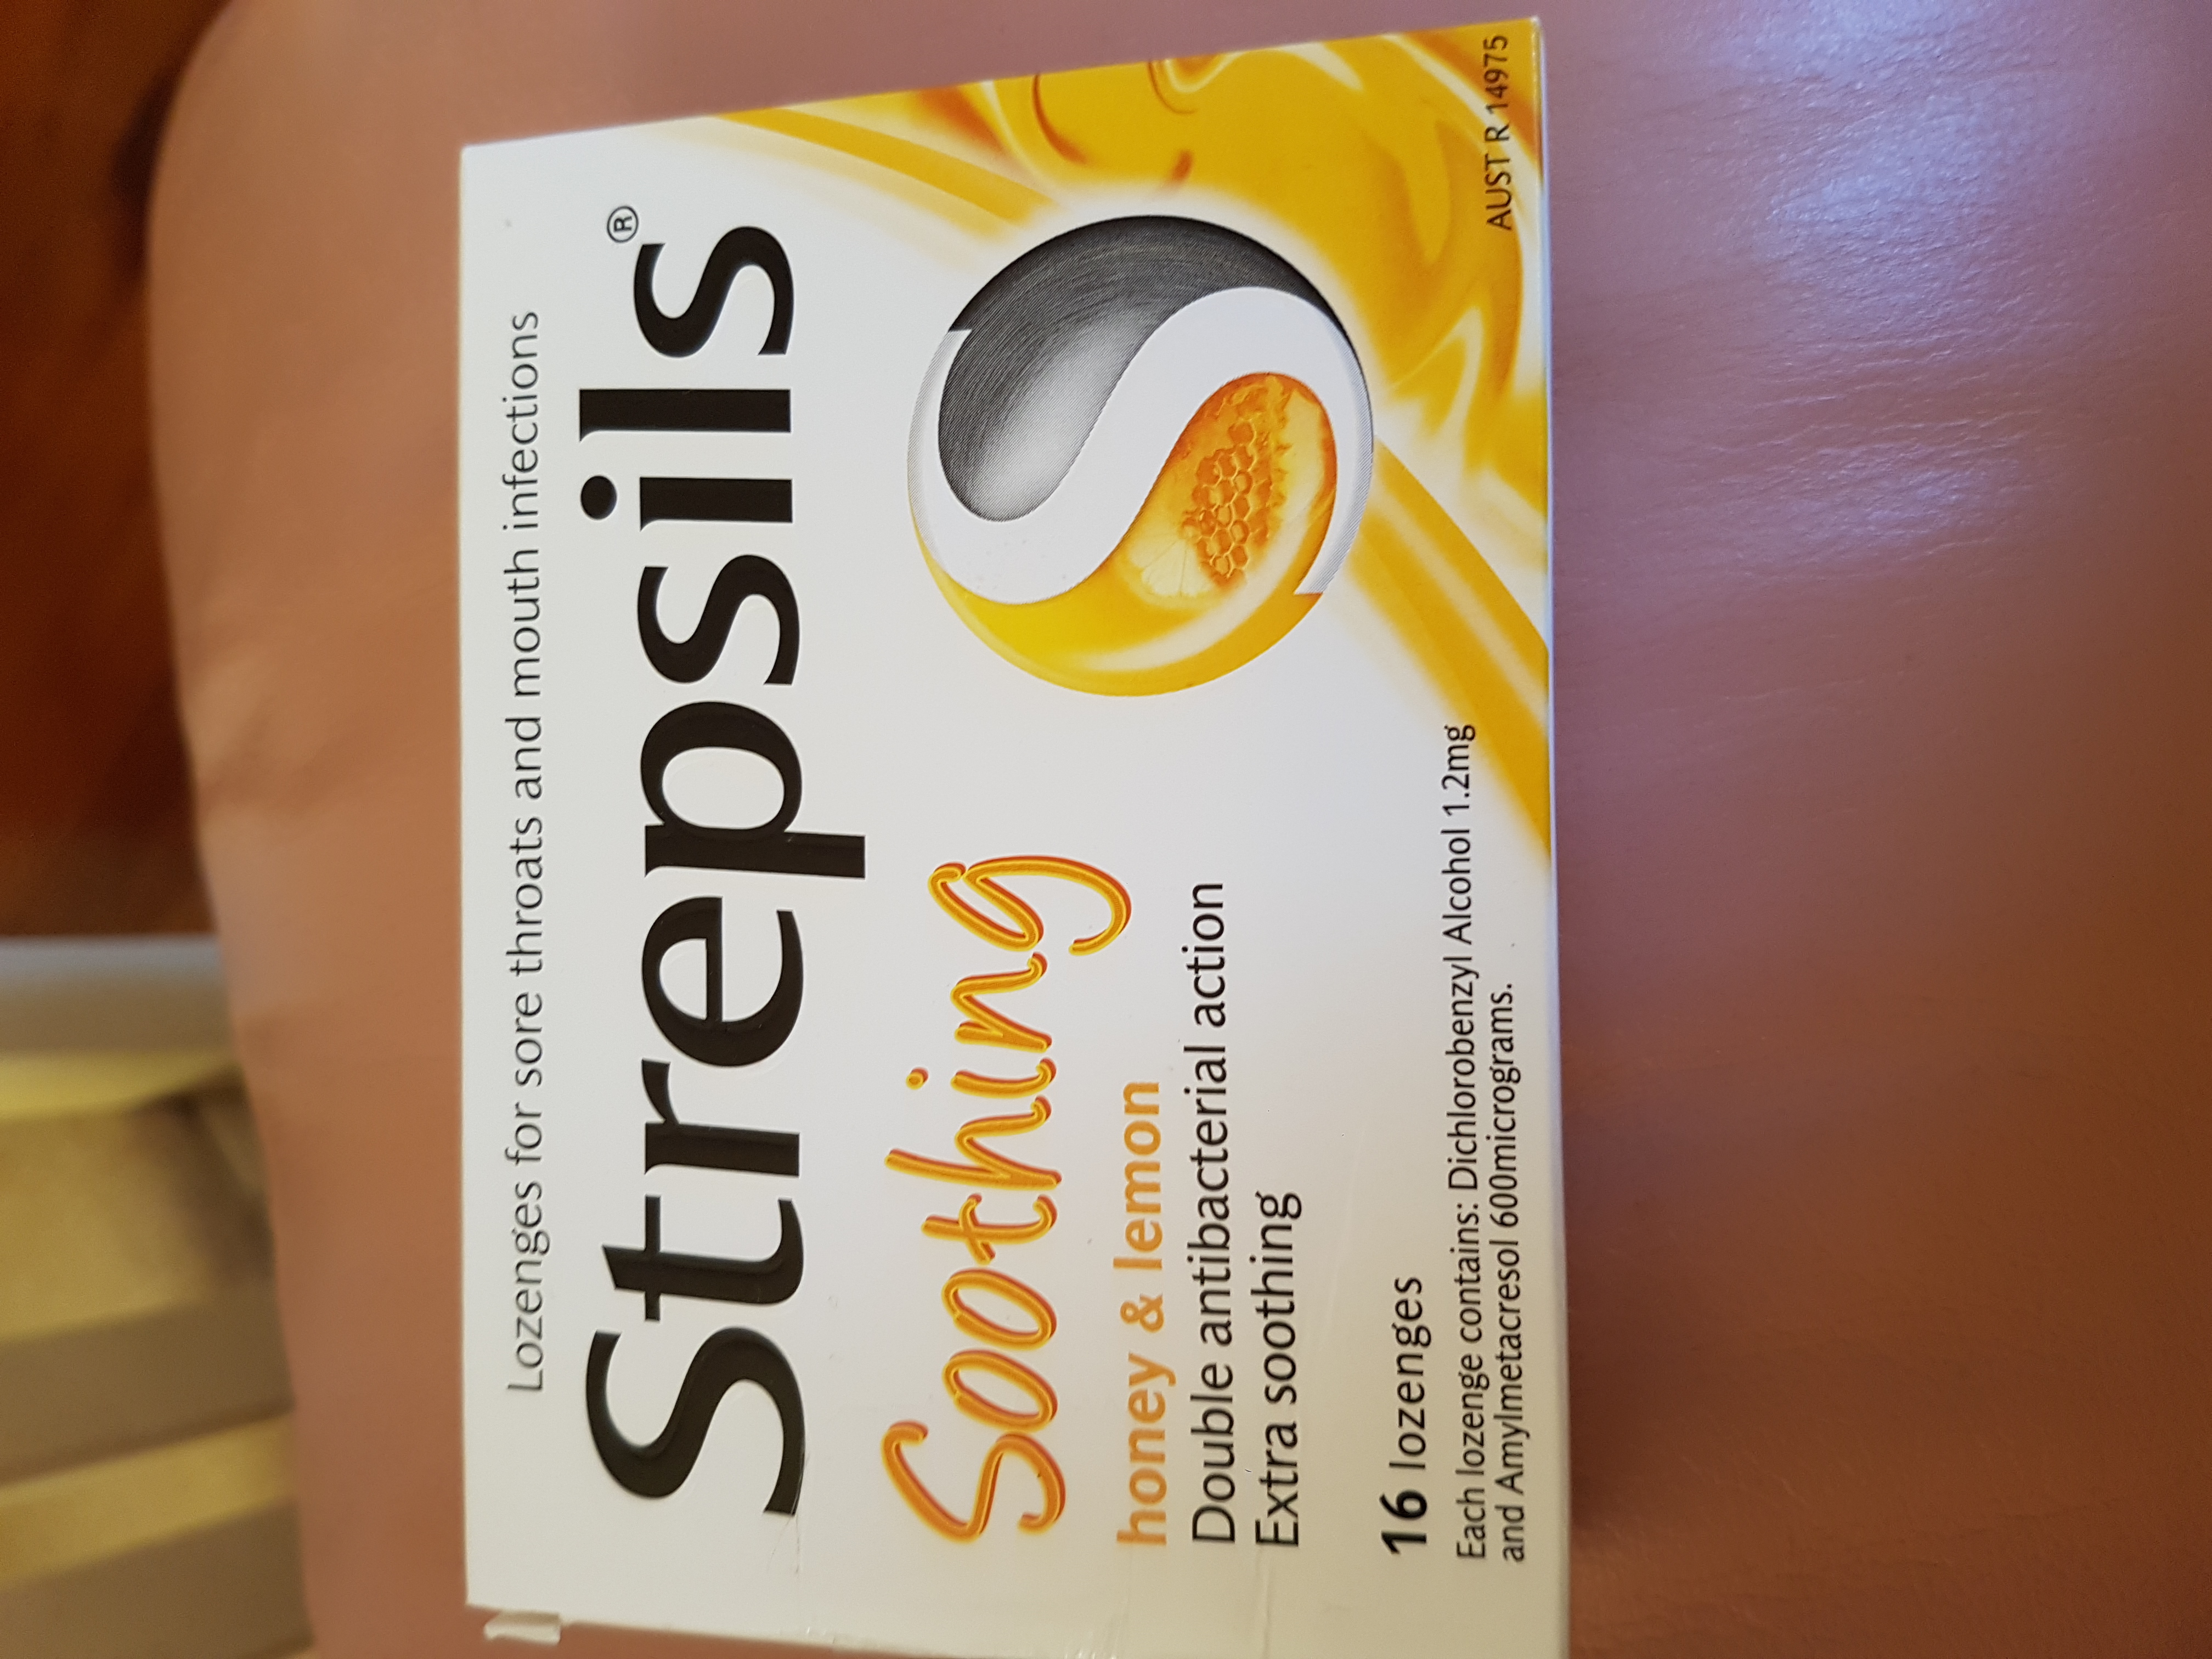 Lozenges for sore throats and mouth infections
Strepsils®
Soothing
honey & lemon
Double antibacterial action
Extra soothing
16 lozenges
Each lozenge contains: Dichlorobenzyl Alcohol 1.2mg
and Amylmetacresol 600micrograms.
AUST R 14975